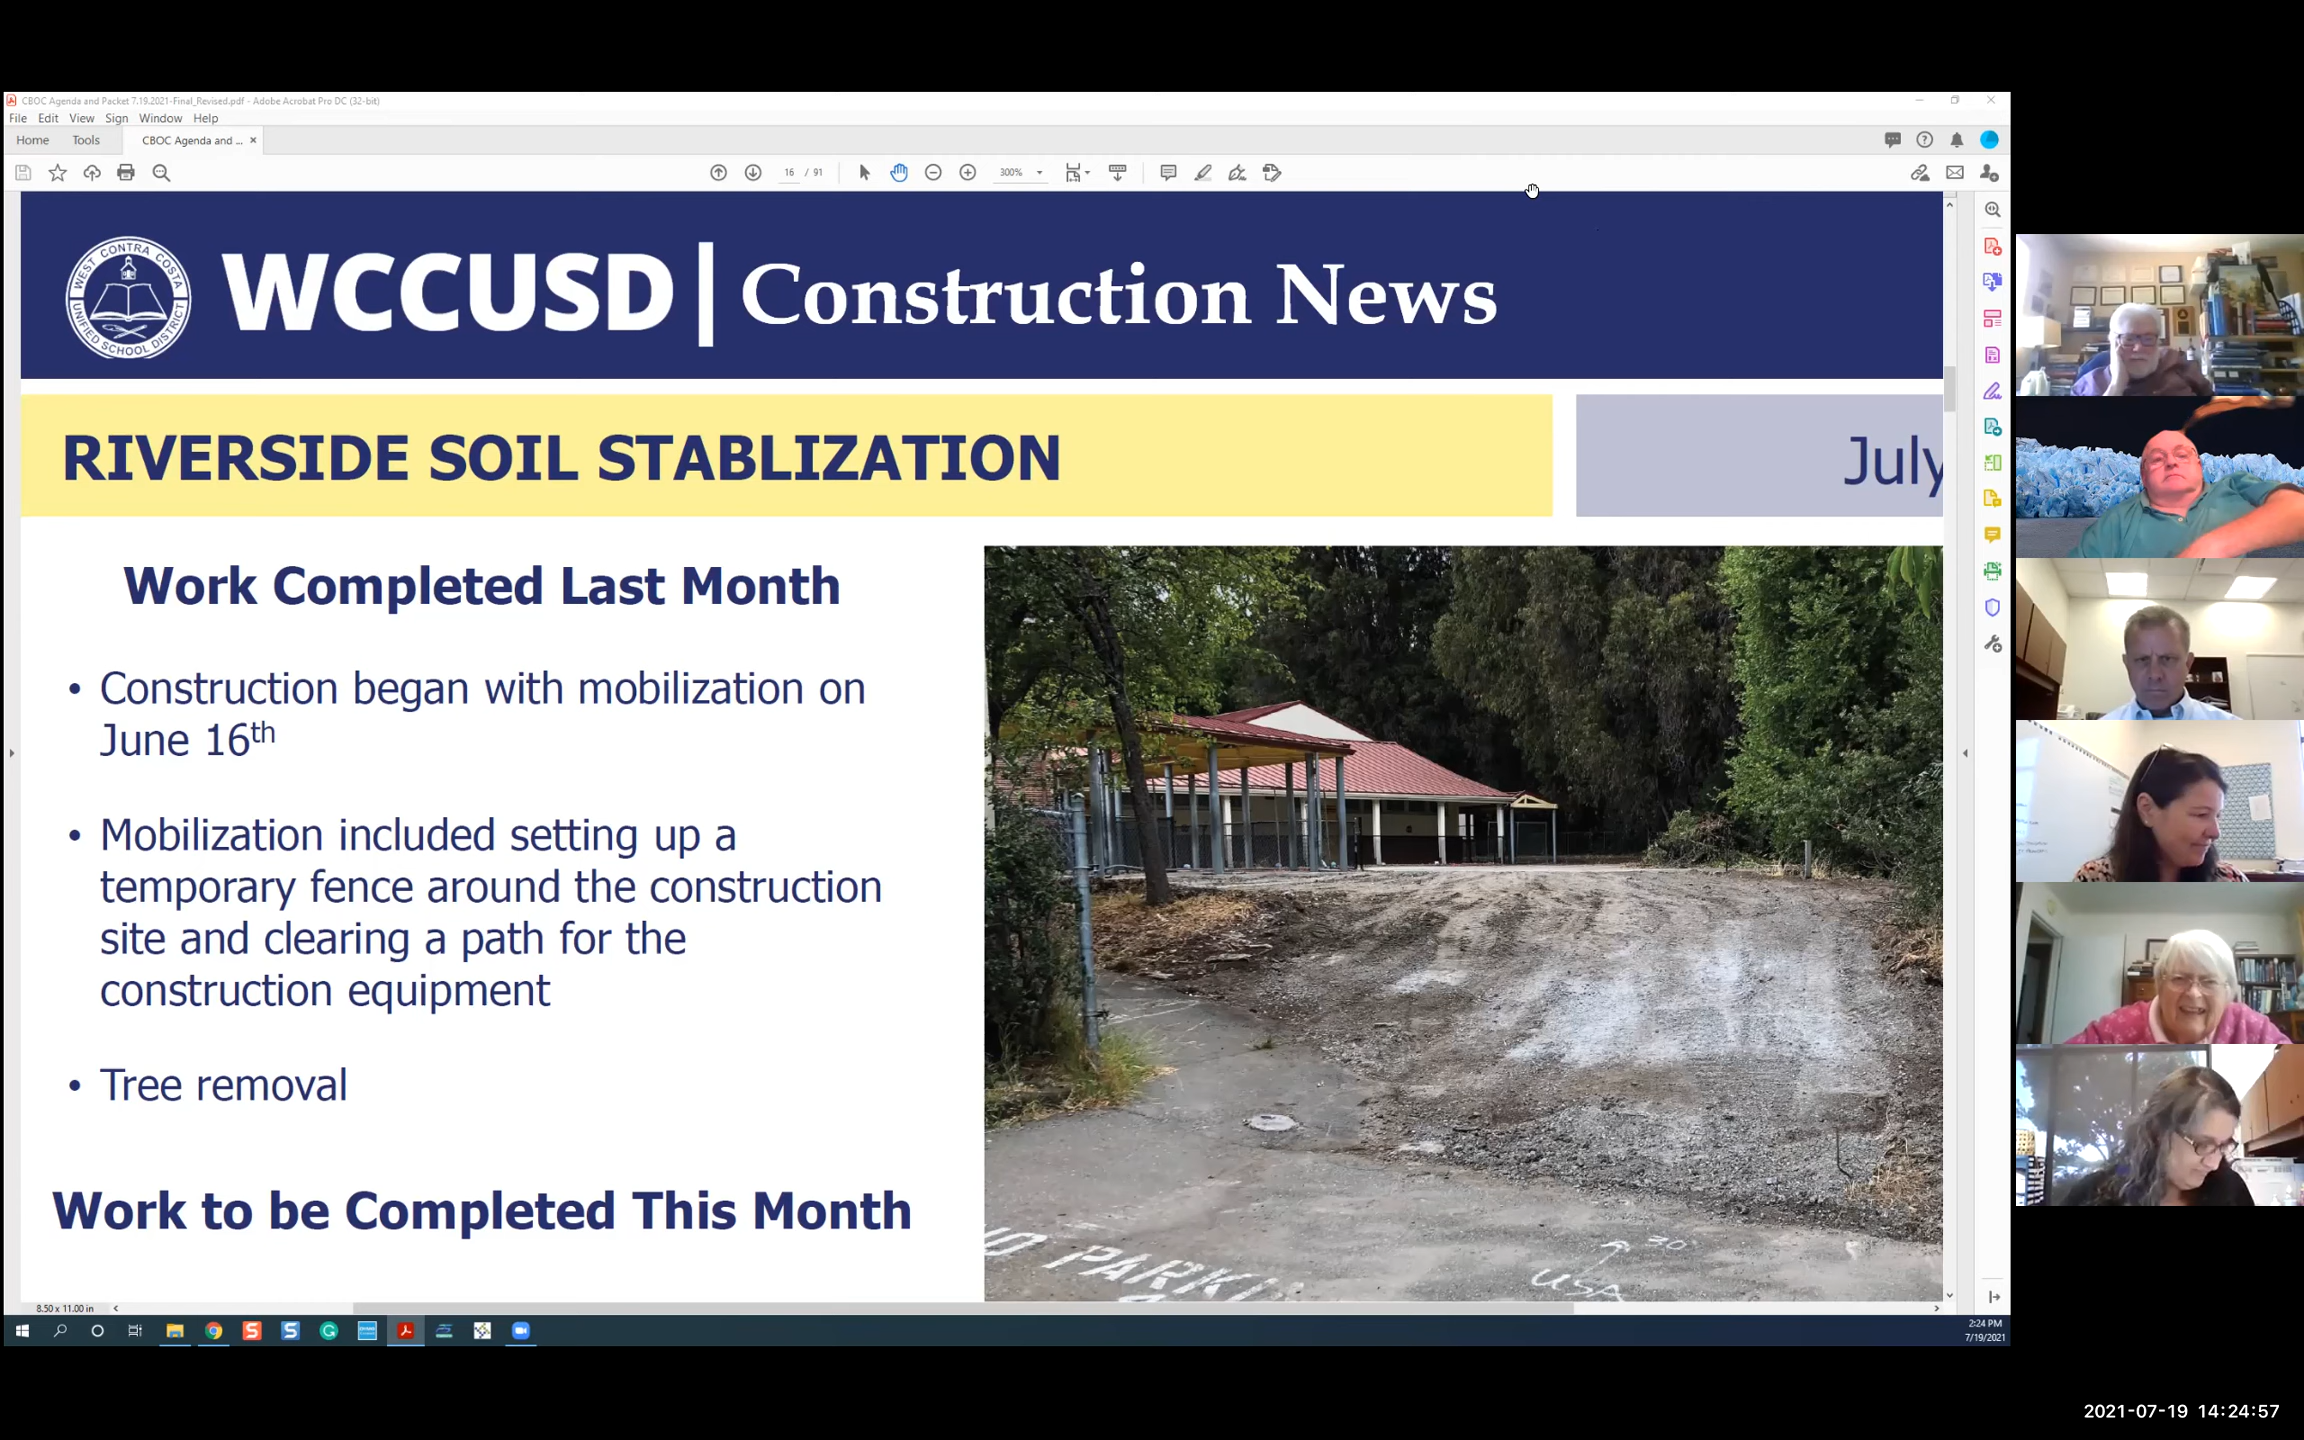 CBOC Agenda and Packet 7.19.2021-Final_Revised.pdf - Adobe Acrobat Pro DC (32-bit)
File Edit View Sign Window Help
Home Tools CBOC Agenda and ...
16 / 91 300%
WEST CONTRA COSTA
UNIFIED SCHOOL DISTRICT
WCCUSD | Construction News
RIVERSIDE SOIL STABLIZATION
July
Work Completed Last Month
• Construction began with mobilization on
June 16th
• Mobilization included setting up a
temporary fence around the construction
site and clearing a path for the
construction equipment
• Tree removal
Work to be Completed This Month
30
USA
8.50 x 11.00 in
2:24 PM
7/19/2021
2021-07-19 14:24:57